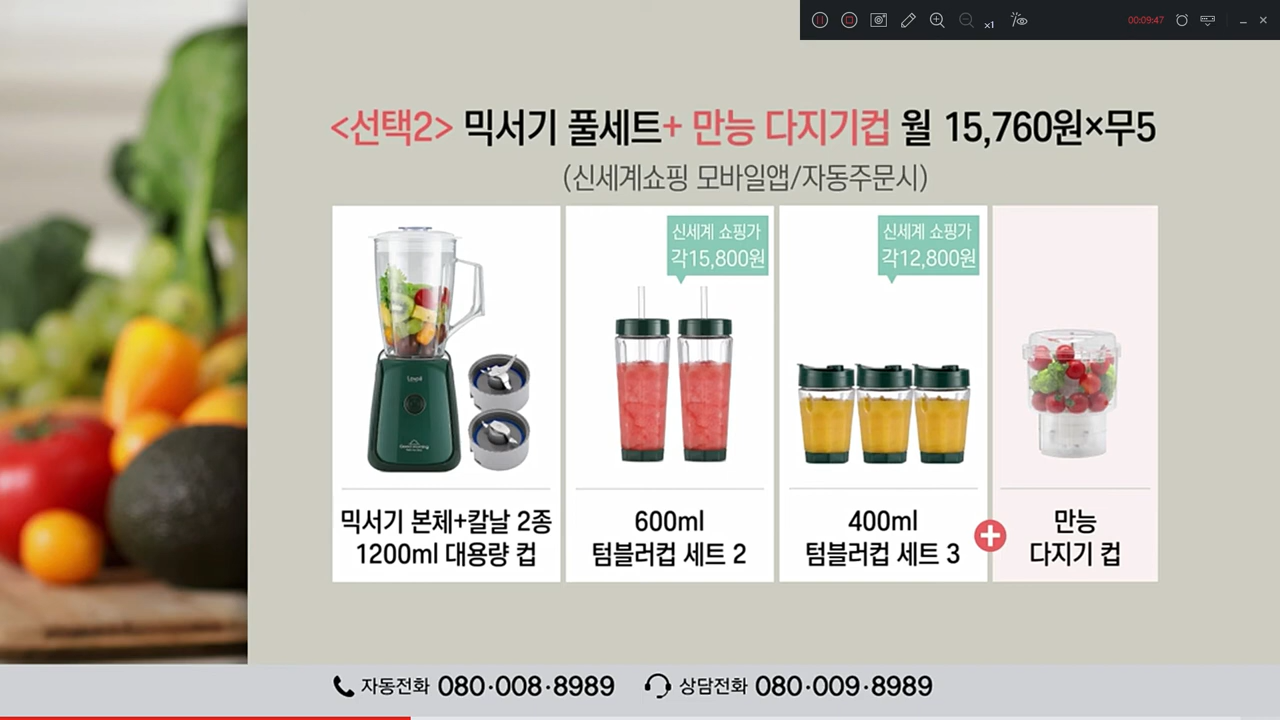 x1
00:09:47
<선택2> 믹서기 풀세트+ 만능 다지기컵 월 15,760원×무5
(신세계쇼핑 모바일앱/자동주문시)
신세계 쇼핑가
각15,800원
신세계 쇼핑가
각12,800원
믹서기 본체+칼날 2종
1200ml 대용량 컵
600ml
텀블러컵 세트 2
400ml
텀블러컵 세트 3
만능
다지기 컵
자동전화 080·008·8989 상담전화 080·009·8989